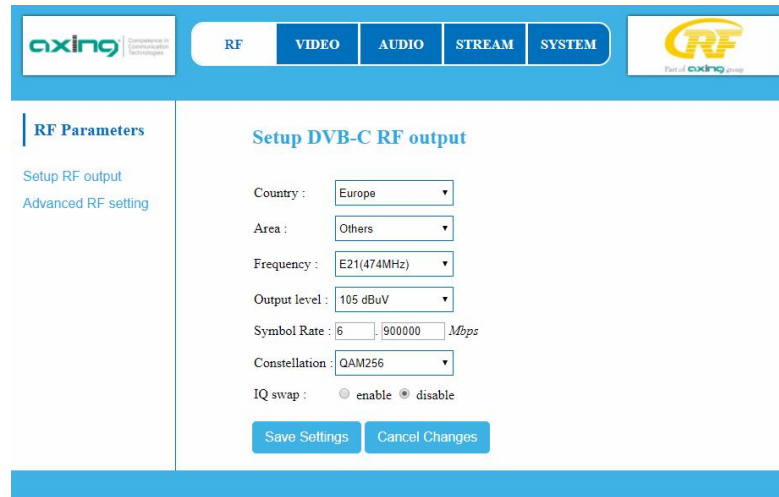 axing Competence in
Communication
Technologies
RF VIDEO AUDIO STREAM SYSTEM
CRF
Part of axing group
RF Parameters
Setup RF output
Advanced RF setting
Setup DVB-C RF output
Country : Europe
Area : Others
Frequency : E21(474MHz)
Output level : 105 dBuV
Symbol Rate : 6 . 900000 Mbps
Constellation : QAM256
IQ swap : enable disable
Save Settings Cancel Changes